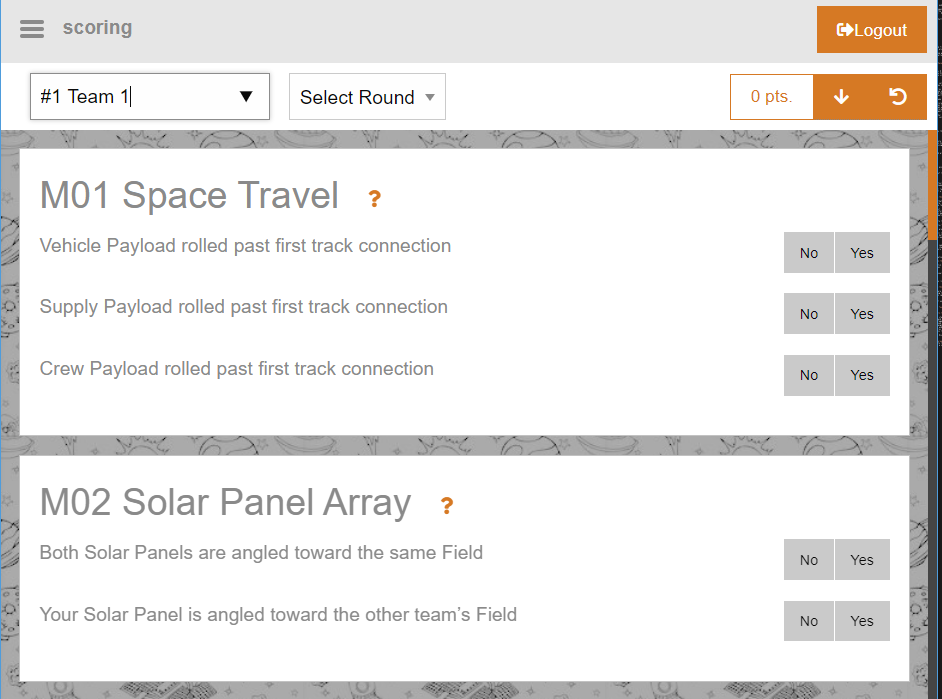 scoring
Logout
#1 Team 1
Select Round
0 pts.
M01 Space Travel ?
Vehicle Payload rolled past first track connection
No Yes
Supply Payload rolled past first track connection
No Yes
Crew Payload rolled past first track connection
No Yes
M02 Solar Panel Array ?
Both Solar Panels are angled toward the same Field
No Yes
Your Solar Panel is angled toward the other team’s Field
No Yes